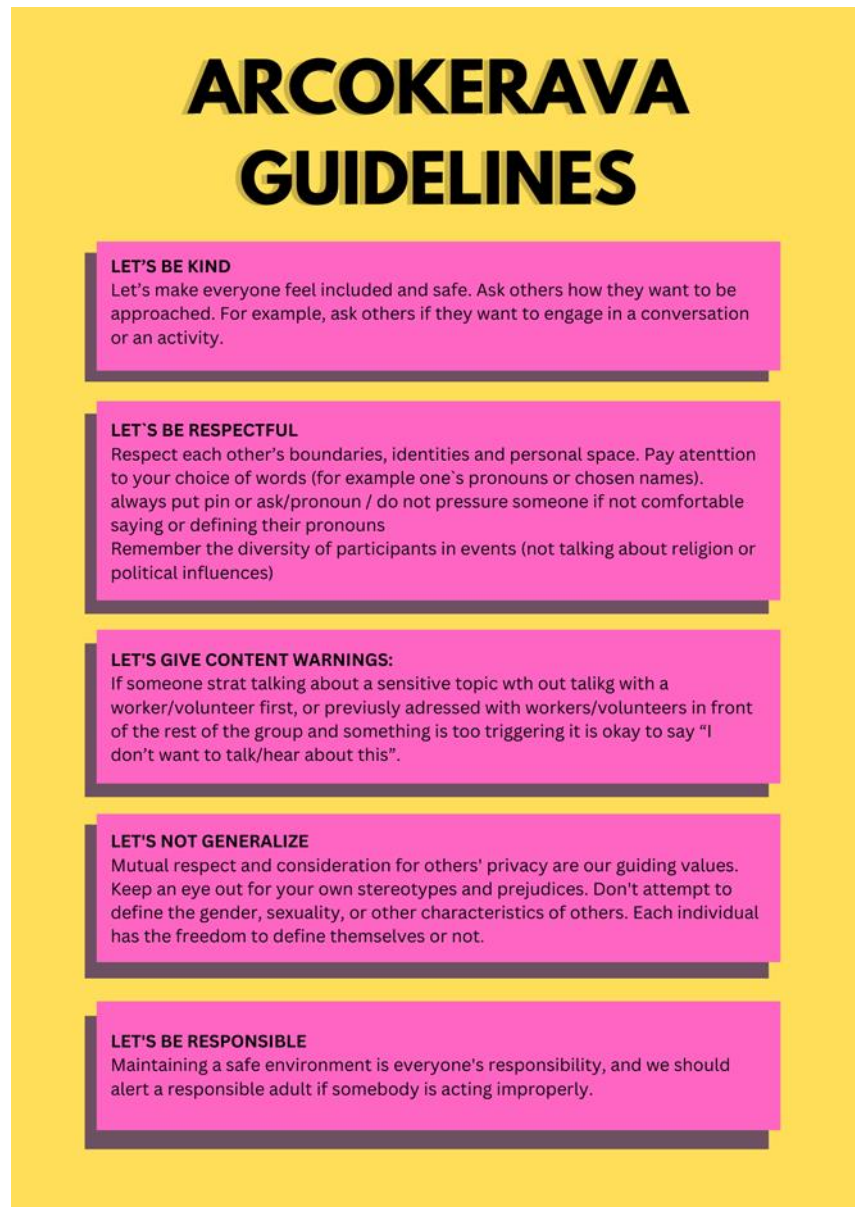 ARCOKERAVA
GUIDELINES
LET’S BE KIND
Let’s make everyone feel included and safe. Ask others how they want to be
approached. For example, ask others if they want to engage in a conversation
or an activity.
LET`S BE RESPECTFUL
Respect each other’s boundaries, identities and personal space. Pay atenttion
to your choice of words (for example one`s pronouns or chosen names).
always put pin or ask/pronoun / do not pressure someone if not comfortable
saying or defining their pronouns
Remember the diversity of participants in events (not talking about religion or
political influences)
LET'S GIVE CONTENT WARNINGS:
If someone strat talking about a sensitive topic wth out talikg with a
worker/volunteer first, or previusly adressed with workers/volunteers in front
of the rest of the group and something is too triggering it is okay to say “I
don’t want to talk/hear about this”.
LET'S NOT GENERALIZE
Mutual respect and consideration for others' privacy are our guiding values.
Keep an eye out for your own stereotypes and prejudices. Don't attempt to
define the gender, sexuality, or other characteristics of others. Each individual
has the freedom to define themselves or not.
LET'S BE RESPONSIBLE
Maintaining a safe environment is everyone's responsibility, and we should
alert a responsible adult if somebody is acting improperly.